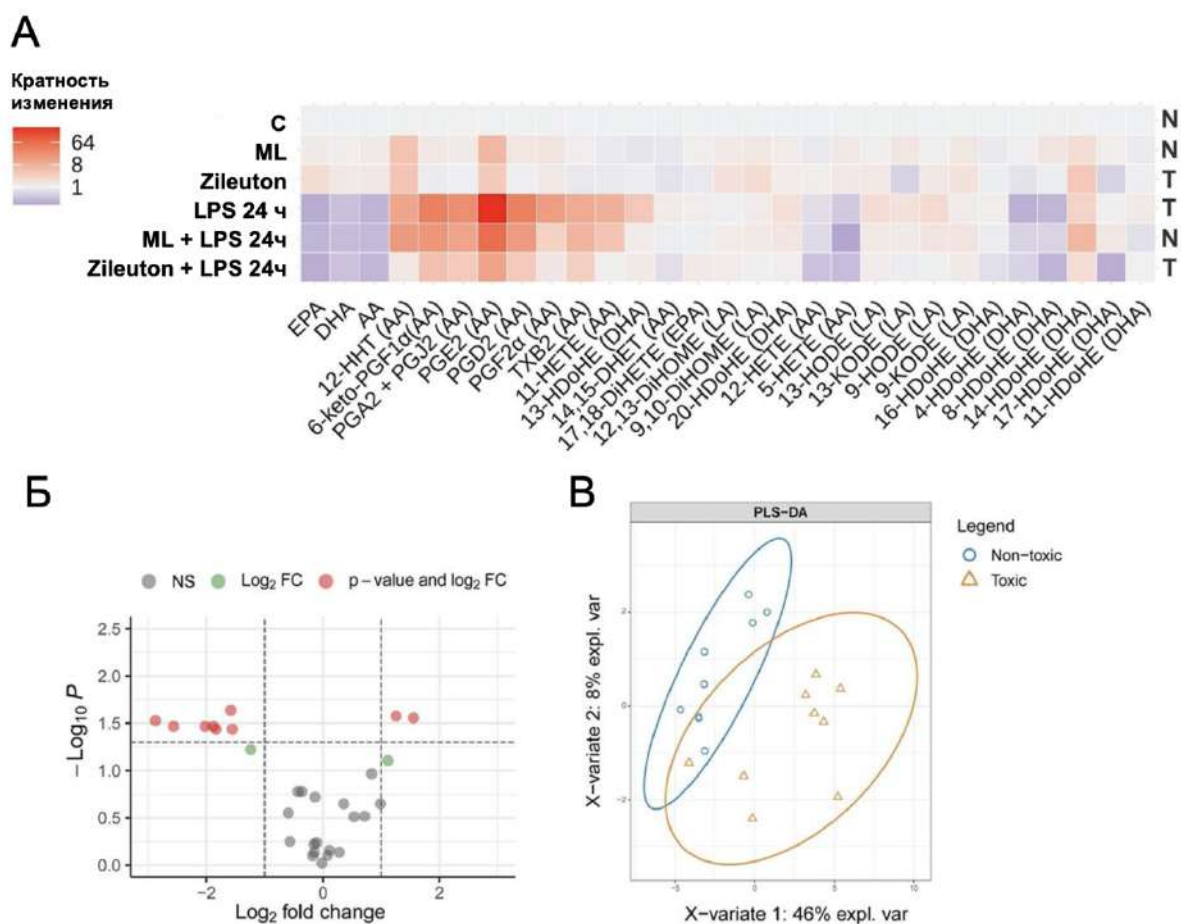 А
Кратность
изменения
64
8
1
C
ML
Zileuton
LPS 24 ч
ML + LPS 24ч
Zileuton + LPS 24ч
N
N
T
T
N
T
EPA
DHA
AA
12-HHT (AA)
6-keto-PGF1α(AA)
PGA2 + PGJ2 (AA)
PGE2 (AA)
PGD2 (AA)
PGF2α (AA)
TXB2 (AA)
11-HETE (AA)
13-HDoHE (DHA)
14,15-DHET (AA)
17,18-DiHETE (EPA)
12,13-DiHOME (LA)
9,10-DiHOME (LA)
20-HDoHE (DHA)
12-HETE (AA)
5-HETE (AA)
13-HODE (LA)
13-KODE (LA)
9-HODE (LA)
9-KODE (LA)
16-HDoHE (DHA)
4-HDoHE (DHA)
8-HDoHE (DHA)
14-HDoHE (DHA)
17-HDoHE (DHA)
11-HDoHE (DHA)
Б
NS
Log2 FC
p – value and log2 FC
2.5
2.0
1.5
1.0
0.5
0.0
−2
0
2
− Log10 P
Log2 fold change
В
PLS−DA
2
0
−2
−5
0
5
10
X-variate 2: 8% expl. var
X-variate 1: 46% expl. var
Legend
Non-toxic
Toxic